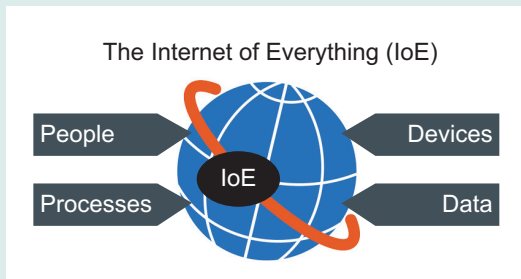 The Internet of Everything (IoE)
People
Devices
IoE
Processes
Data